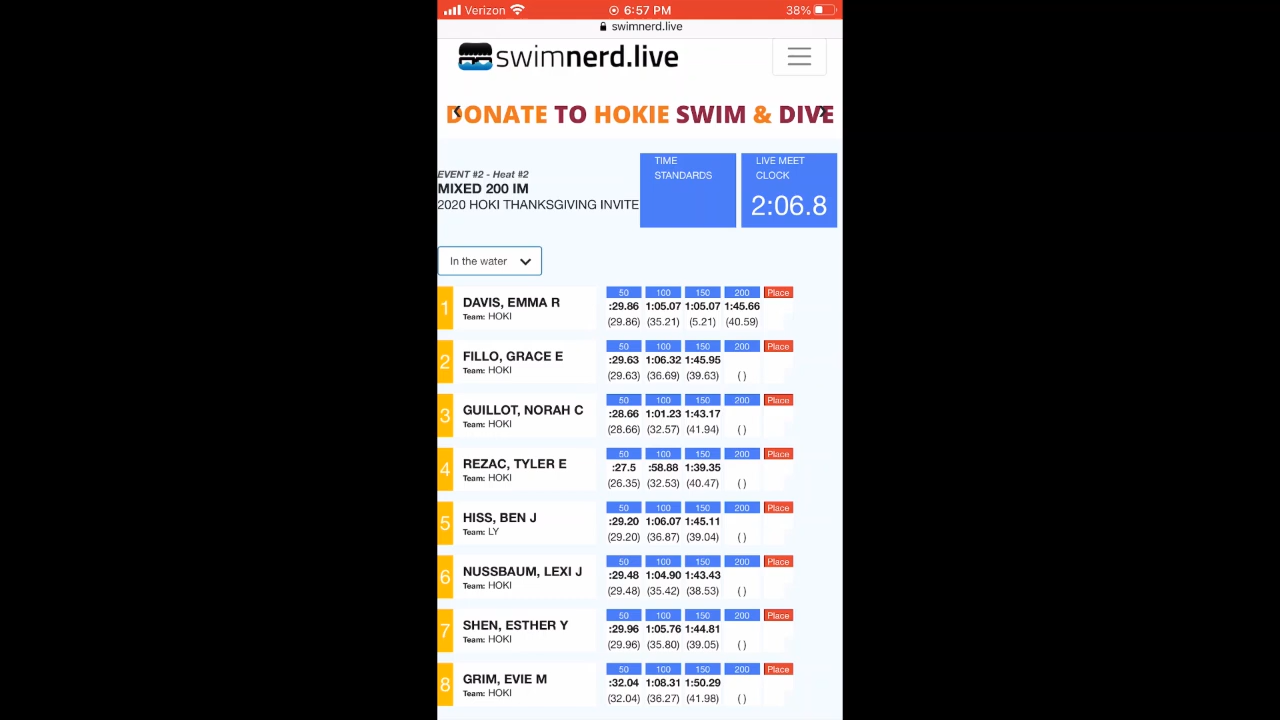 Verizon 6:57 PM 38%
swimnerd.live
swimnerd.live
DONATE TO HOKIE SWIM & DIVE
EVENT #2 - Heat #2
MIXED 200 IM
2020 HOKI THANKSGIVING INVITE
TIME STANDARDS
LIVE MEET CLOCK
2:06.8
In the water
1 DAVIS, EMMA R
Team: HOKI
50 100 150 200 Place
:29.86 1:05.07 1:05.07 1:45.66
(29.86) (35.21) (5.21) (40.59)
2 FILLO, GRACE E
Team: HOKI
50 100 150 200 Place
:29.63 1:06.32 1:45.95
(29.63) (36.69) (39.63) ( )
3 GUILLOT, NORAH C
Team: HOKI
50 100 150 200 Place
:28.66 1:01.23 1:43.17
(28.66) (32.57) (41.94) ( )
4 REZAC, TYLER E
Team: HOKI
50 100 150 200 Place
:27.5 :58.88 1:39.35
(26.35) (32.53) (40.47) ( )
5 HISS, BEN J
Team: LY
50 100 150 200 Place
:29.20 1:06.07 1:45.11
(29.20) (36.87) (39.04) ( )
6 NUSSBAUM, LEXI J
Team: HOKI
50 100 150 200 Place
:29.48 1:04.90 1:43.43
(29.48) (35.42) (38.53) ( )
7 SHEN, ESTHER Y
Team: HOKI
50 100 150 200 Place
:29.96 1:05.76 1:44.81
(29.96) (35.80) (39.05) ( )
8 GRIM, EVIE M
Team: HOKI
50 100 150 200 Place
:32.04 1:08.31 1:50.29
(32.04) (36.27) (41.98) ( )